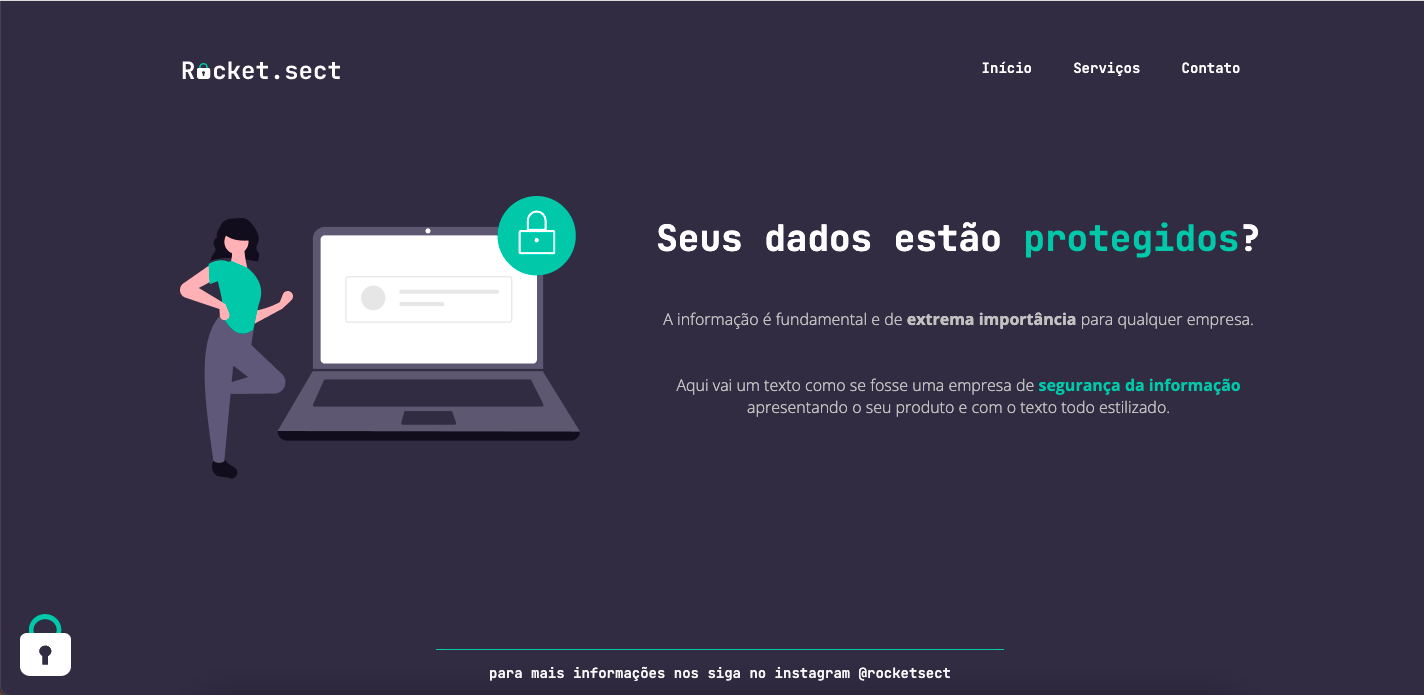 Rocket.sect
Início Serviços Contato
Seus dados estão protegidos?
A informação é fundamental e de extrema importância para qualquer empresa.
Aqui vai um texto como se fosse uma empresa de segurança da informação
apresentando o seu produto e com o texto todo estilizado.
para mais informações nos siga no instagram @rocketsect